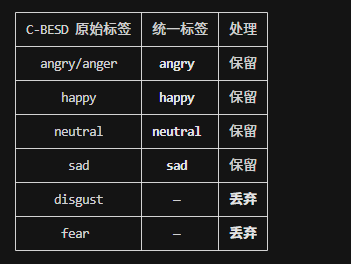 C-BESD 原始标签 统一标签 处理
angry/anger angry 保留
happy happy 保留
neutral neutral 保留
sad sad 保留
disgust — 丢弃
fear — 丢弃